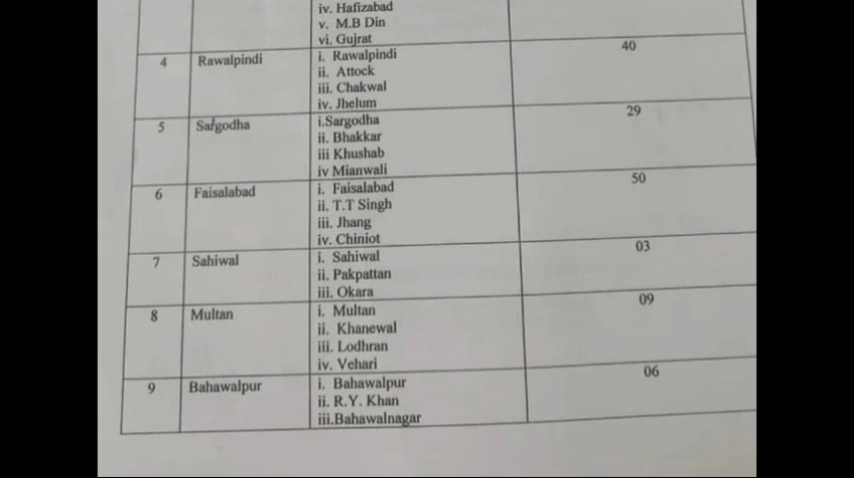 iv. Hafizabad
v. M.B Din
vi. Gujrat
4 Rawalpindi i. Rawalpindi 40
ii. Attock
iii. Chakwal
iv. Jhelum
5 Sargodha i.Sargodha 29
ii. Bhakkar
iii Khushab
iv Mianwali
6 Faisalabad i. Faisalabad 50
ii. T.T Singh
iii. Jhang
iv. Chiniot
7 Sahiwal i. Sahiwal 03
ii. Pakpattan
iii. Okara
8 Multan i. Multan 09
ii. Khanewal
iii. Lodhran
iv. Vehari
9 Bahawalpur i. Bahawalpur 06
ii. R.Y. Khan
iii.Bahawalnagar